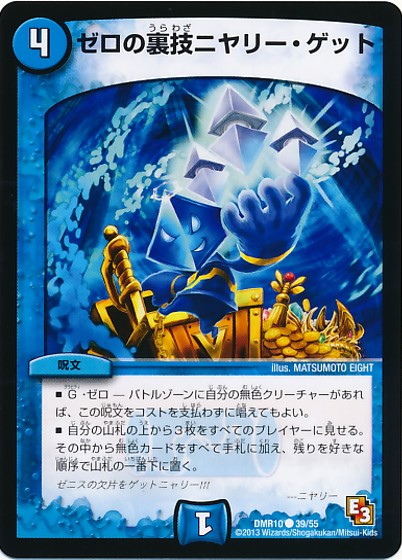 4
ゼロの裏技ニヤリー・ゲット
うらわざ
呪文
illus. MATSUMOTO EIGHT
■G・ゼロ ― バトルゾーンに自分の無色クリーチャーがあれ
ば、この呪文をコストを支払わずに唱えてもよい。
■自分の山札の上から3枚をすべてのプレイヤーに見せる。
その中から無色カードをすべて手札に加え、残りを好きな
順序で山札の一番下に置く。
ゼニスの欠片をゲットニャリー!!!
---ニヤリー
1
DMR10 ● 39/55
©2013 Wizards/Shogakukan/Mitsui-Kids
E3